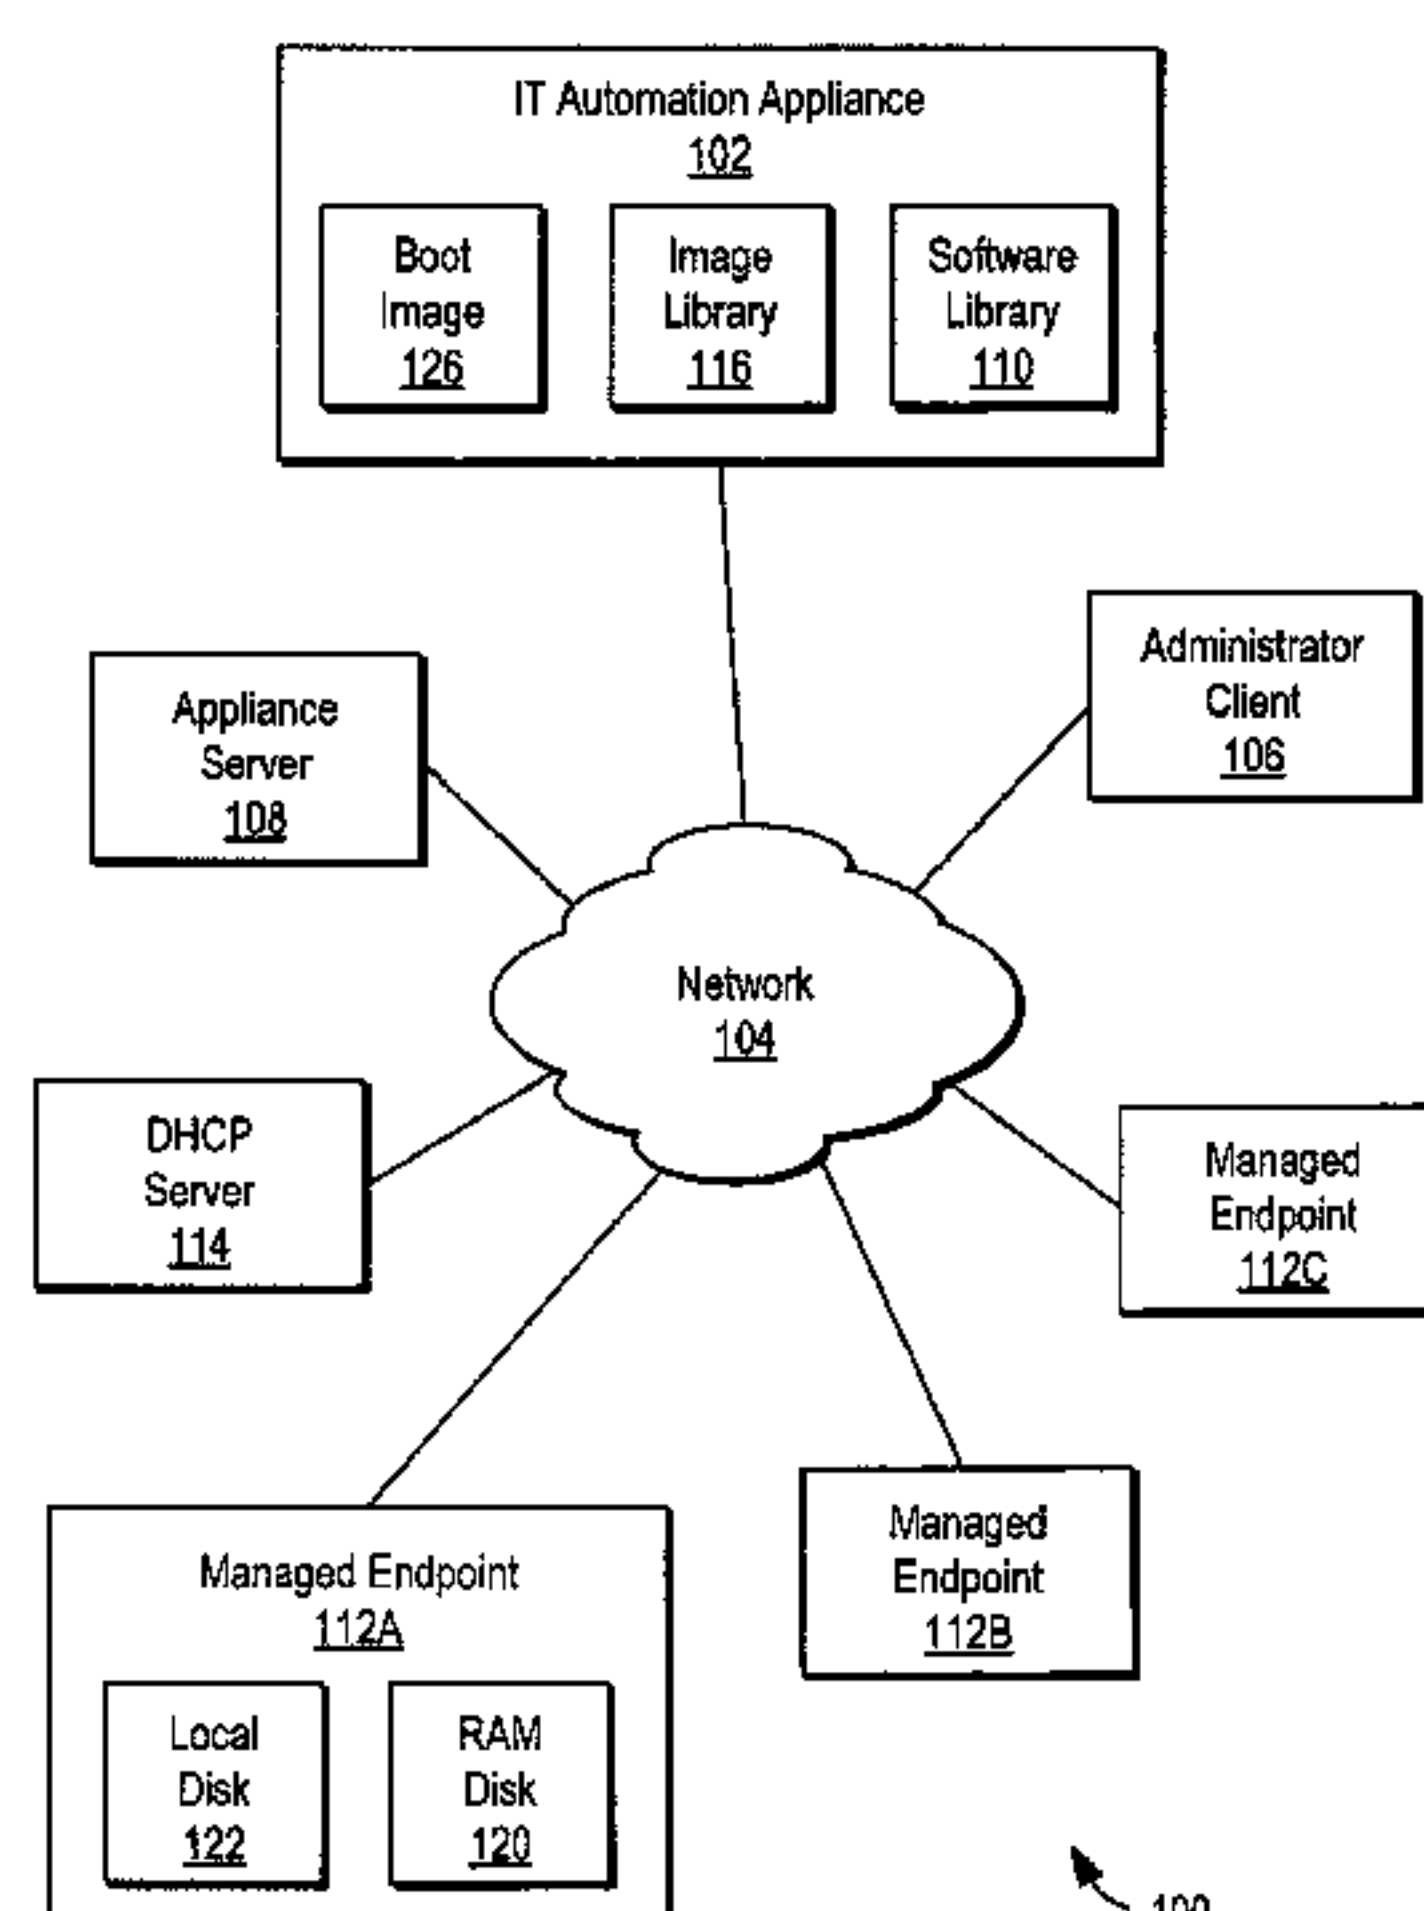 IT Automation Appliance
102
Boot
Image
126
Image
Library
116
Software
Library
110
Administrator
Client
106
Appliance
Server
108
Network
104
DHCP
Server
114
Managed
Endpoint
112C
Managed
Endpoint
112B
Managed Endpoint
112A
Local
Disk
122
RAM
Disk
120